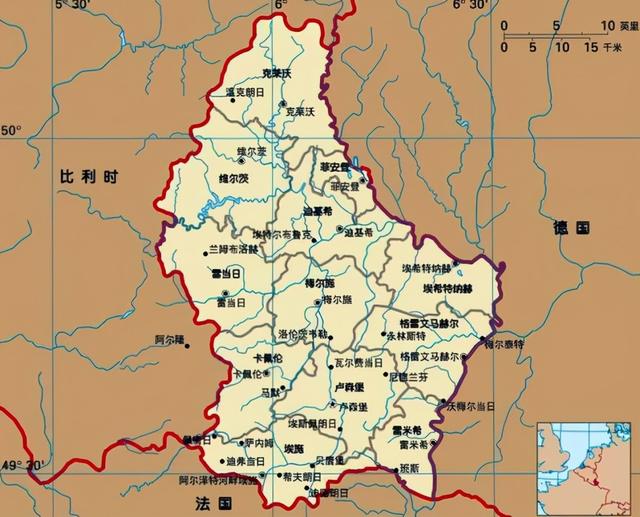 5°30' 6° 6°30'
0 5 10 英里
0 5 10 15 千米
克莱沃
温克朗日
克莱沃
50°
维尔茨
比利时
维尔茨
菲安登
菲安登
迪基希
德国
埃特尔布鲁克
迪基希
兰姆布洛赫
雷当日
埃希特纳赫
埃希特纳赫
梅尔施
雷当日
梅尔施
格雷文马赫尔
洛伦茨韦勒
永林斯特
阿尔隆
梅尔泰特
卡佩伦
格雷文马赫尔
瓦尔费当日
卡佩伦
尼德兰芬
马默
卢森堡
卢森堡
沃梅尔当日
埃斯佩朗日
雷米希
萨内姆
雷米希
埃施
迪弗当日
贝唐堡
49°30'
班斯
阿尔泽特河畔埃施
希夫朗日
法国